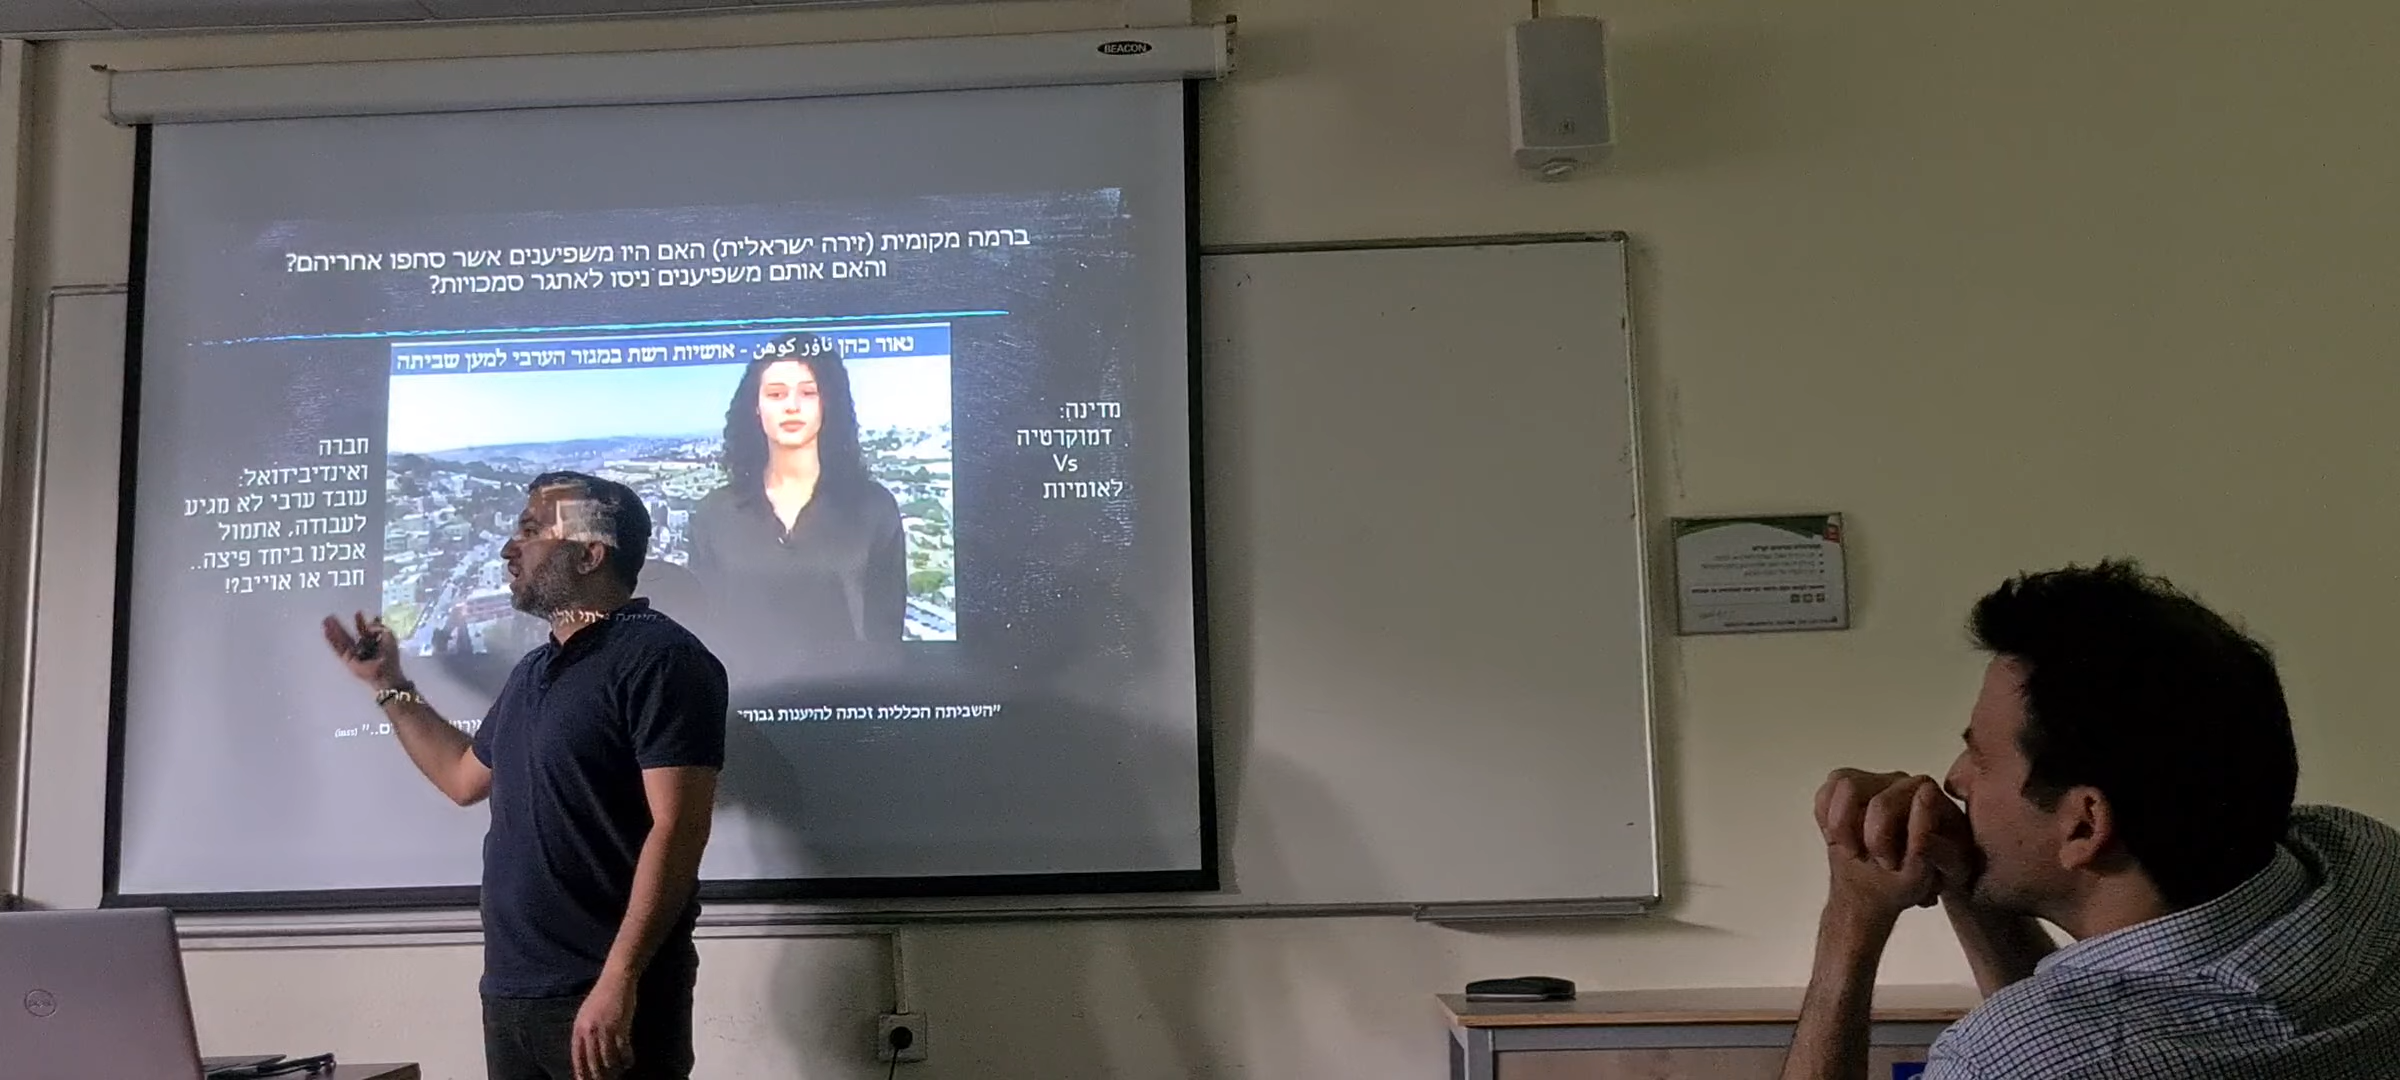 BEACON
ברמה מקומית (זירה ישראלית) האם היו משפיענים אשר סחפו אחריהם?
והאם אותם משפיענים ניסו לאתגר סמכויות?
נאור כהן ناؤر كوهن - אושיות רשת במגזר הערבי למען שביתה
מדינה:
דמוקרטיה
Vs
לאומיות
חברה
ואינדיבידואל:
עובד ערבי לא מגיע
לעבודה, אתמול
אכלנו ביחד פיצה..
חבר או אוייב?!
"השביתה הכללית זכתה להיענות
(inss)
DELL